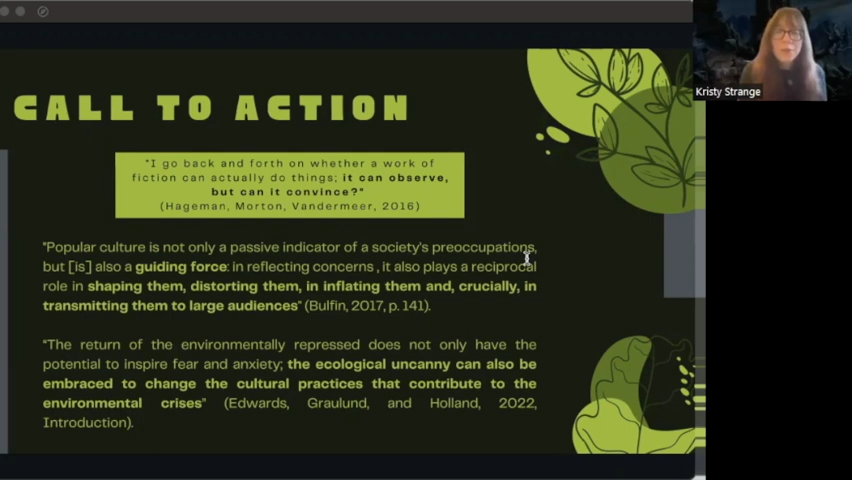 CALL TO ACTION
Kristy Strange
"I go back and forth on whether a work of
fiction can actually do things; it can observe,
but can it convince?"
(Hageman, Morton, Vandermeer, 2016)
"Popular culture is not only a passive indicator of a society's preoccupations,
but [is] also a guiding force: in reflecting concerns , it also plays a reciprocal
role in shaping them, distorting them, in inflating them and, crucially, in
transmitting them to large audiences" (Bulfin, 2017, p. 141).
"The return of the environmentally repressed does not only have the
potential to inspire fear and anxiety; the ecological uncanny can also be
embraced to change the cultural practices that contribute to the
environmental crises" (Edwards, Graulund, and Holland, 2022,
Introduction).